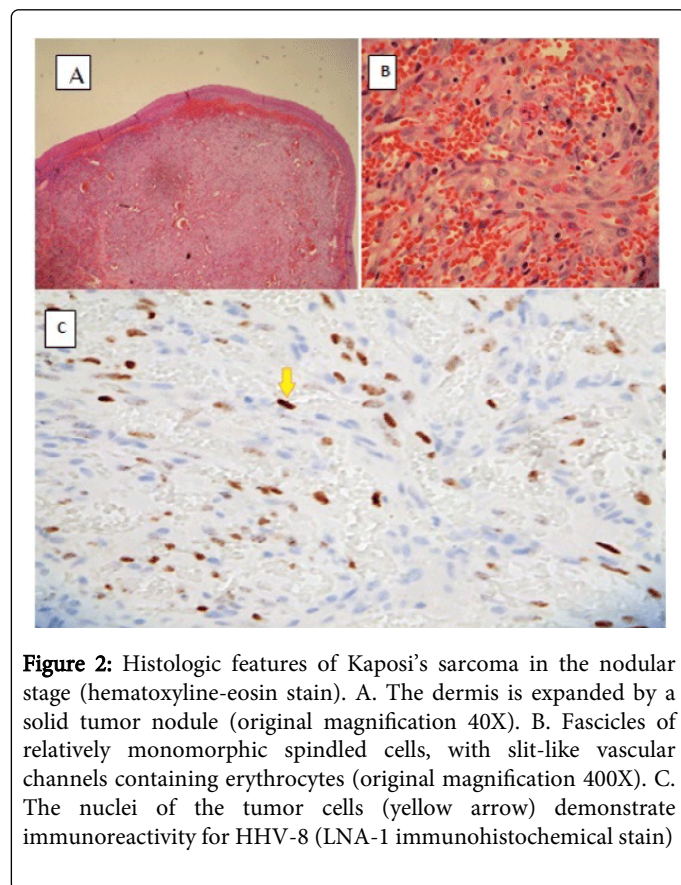 A
B
C
Figure 2: Histologic features of Kaposi's sarcoma in the nodular
stage (hematoxyline-eosin stain). A. The dermis is expanded by a
solid tumor nodule (original magnification 40X). B. Fascicles of
relatively monomorphic spindled cells, with slit-like vascular
channels containing erythrocytes (original magnification 400X). C.
The nuclei of the tumor cells (yellow arrow) demonstrate
immunoreactivity for HHV-8 (LNA-1 immunohistochemical stain)